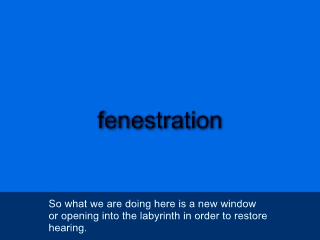 fenestration
So what we are doing here is a new window
or opening into the labyrinth in order to restore
hearing.